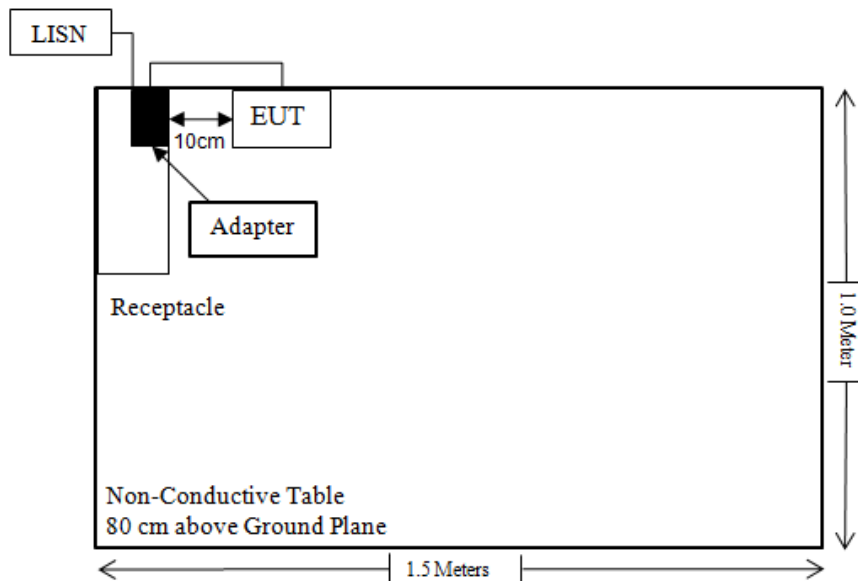 LISN
EUT
10cm
Adapter
Receptacle
1.0 Meter
Non-Conductive Table
80 cm above Ground Plane
1.5 Meters